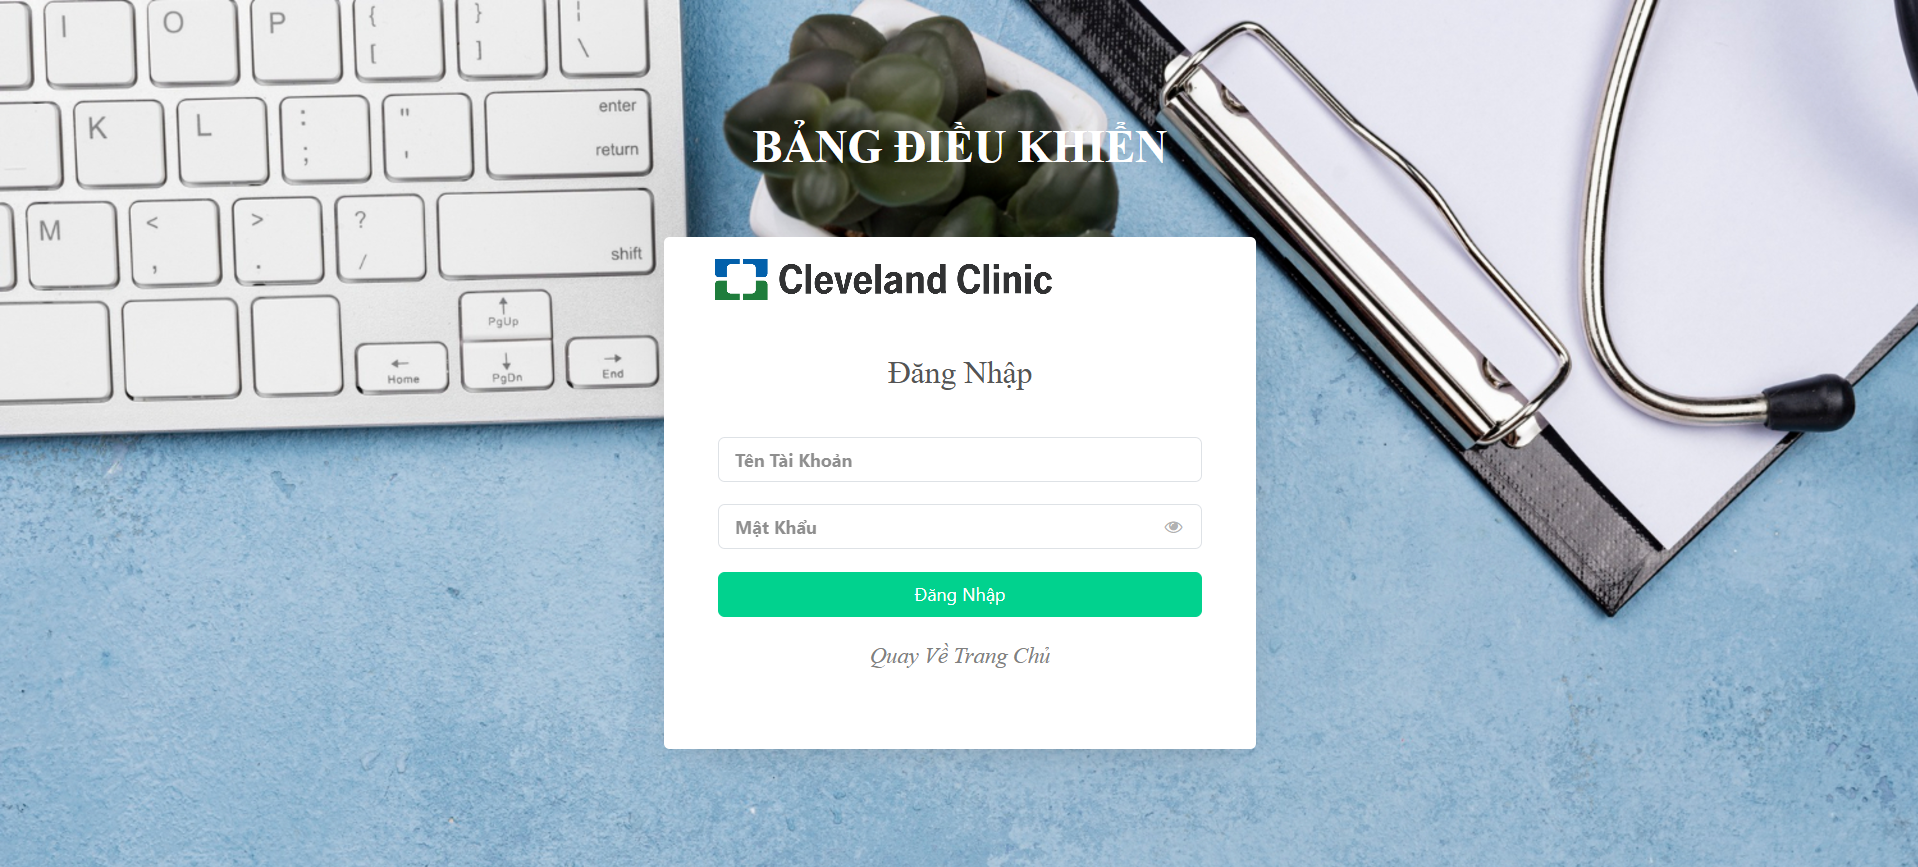 I O P { [ } ] ¦ \
K L : ; " ' enter return
M < , > . ? / shift
PgUp
Home PgDn End
BẢNG ĐIỀU KHIỂN
Cleveland Clinic
Đăng Nhập
Tên Tài Khoản
Mật Khẩu
Đăng Nhập
Quay Về Trang Chủ